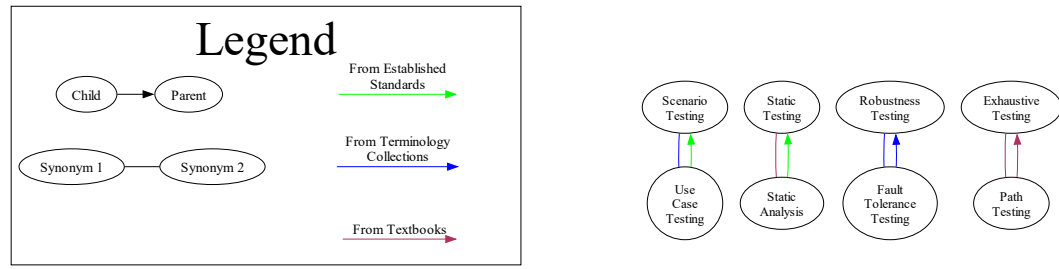 Legend
Child
Parent
Synonym 1
Synonym 2
From Established
Standards
From Terminology
Collections
From Textbooks
Scenario
Testing
Static
Testing
Robustness
Testing
Exhaustive
Testing
Use
Case
Testing
Static
Analysis
Fault
Tolerance
Testing
Path
Testing